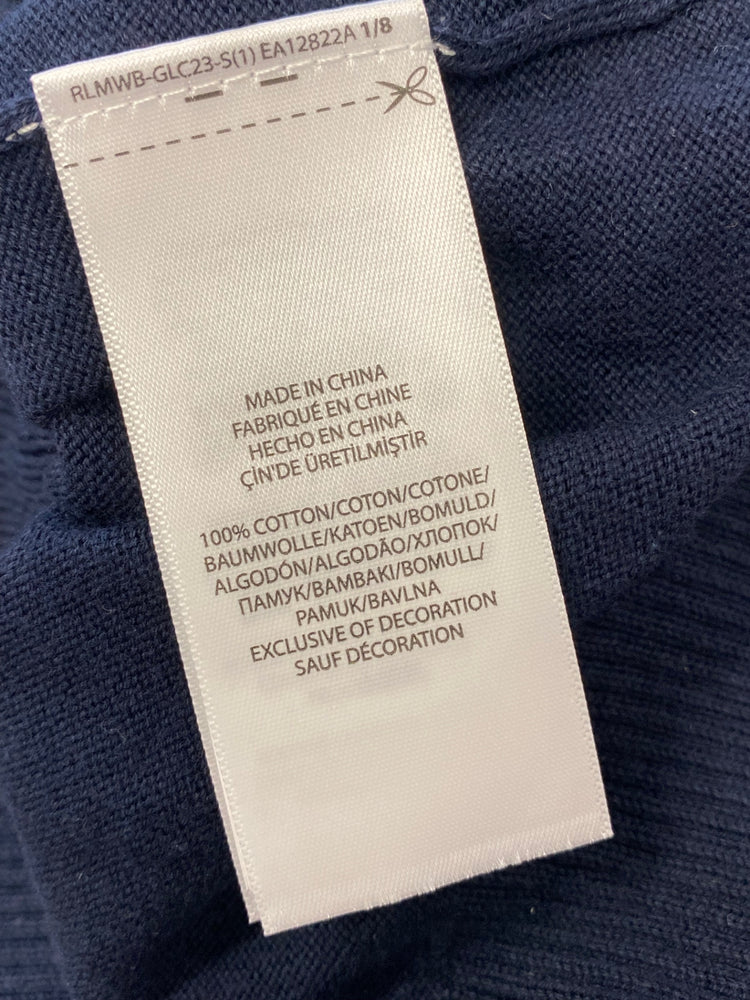 RLMWB-GLC23-S(1) EA12822A 1/8
MADE IN CHINA
FABRIQUÉ EN CHINE
HECHO EN CHINA
ÇİN'DE ÜRETİLMİŞTİR
100% COTTON/COTON/COTONE/
BAUMWOLLE/KATOEN/BOMULD/
ALGODÓN/ALGODÃO/ХЛОПОК/
ПАМУК/BAMBAKI/BOMULL/
PAMUK/BAVLNA
EXCLUSIVE OF DECORATION
SAUF DÉCORATION